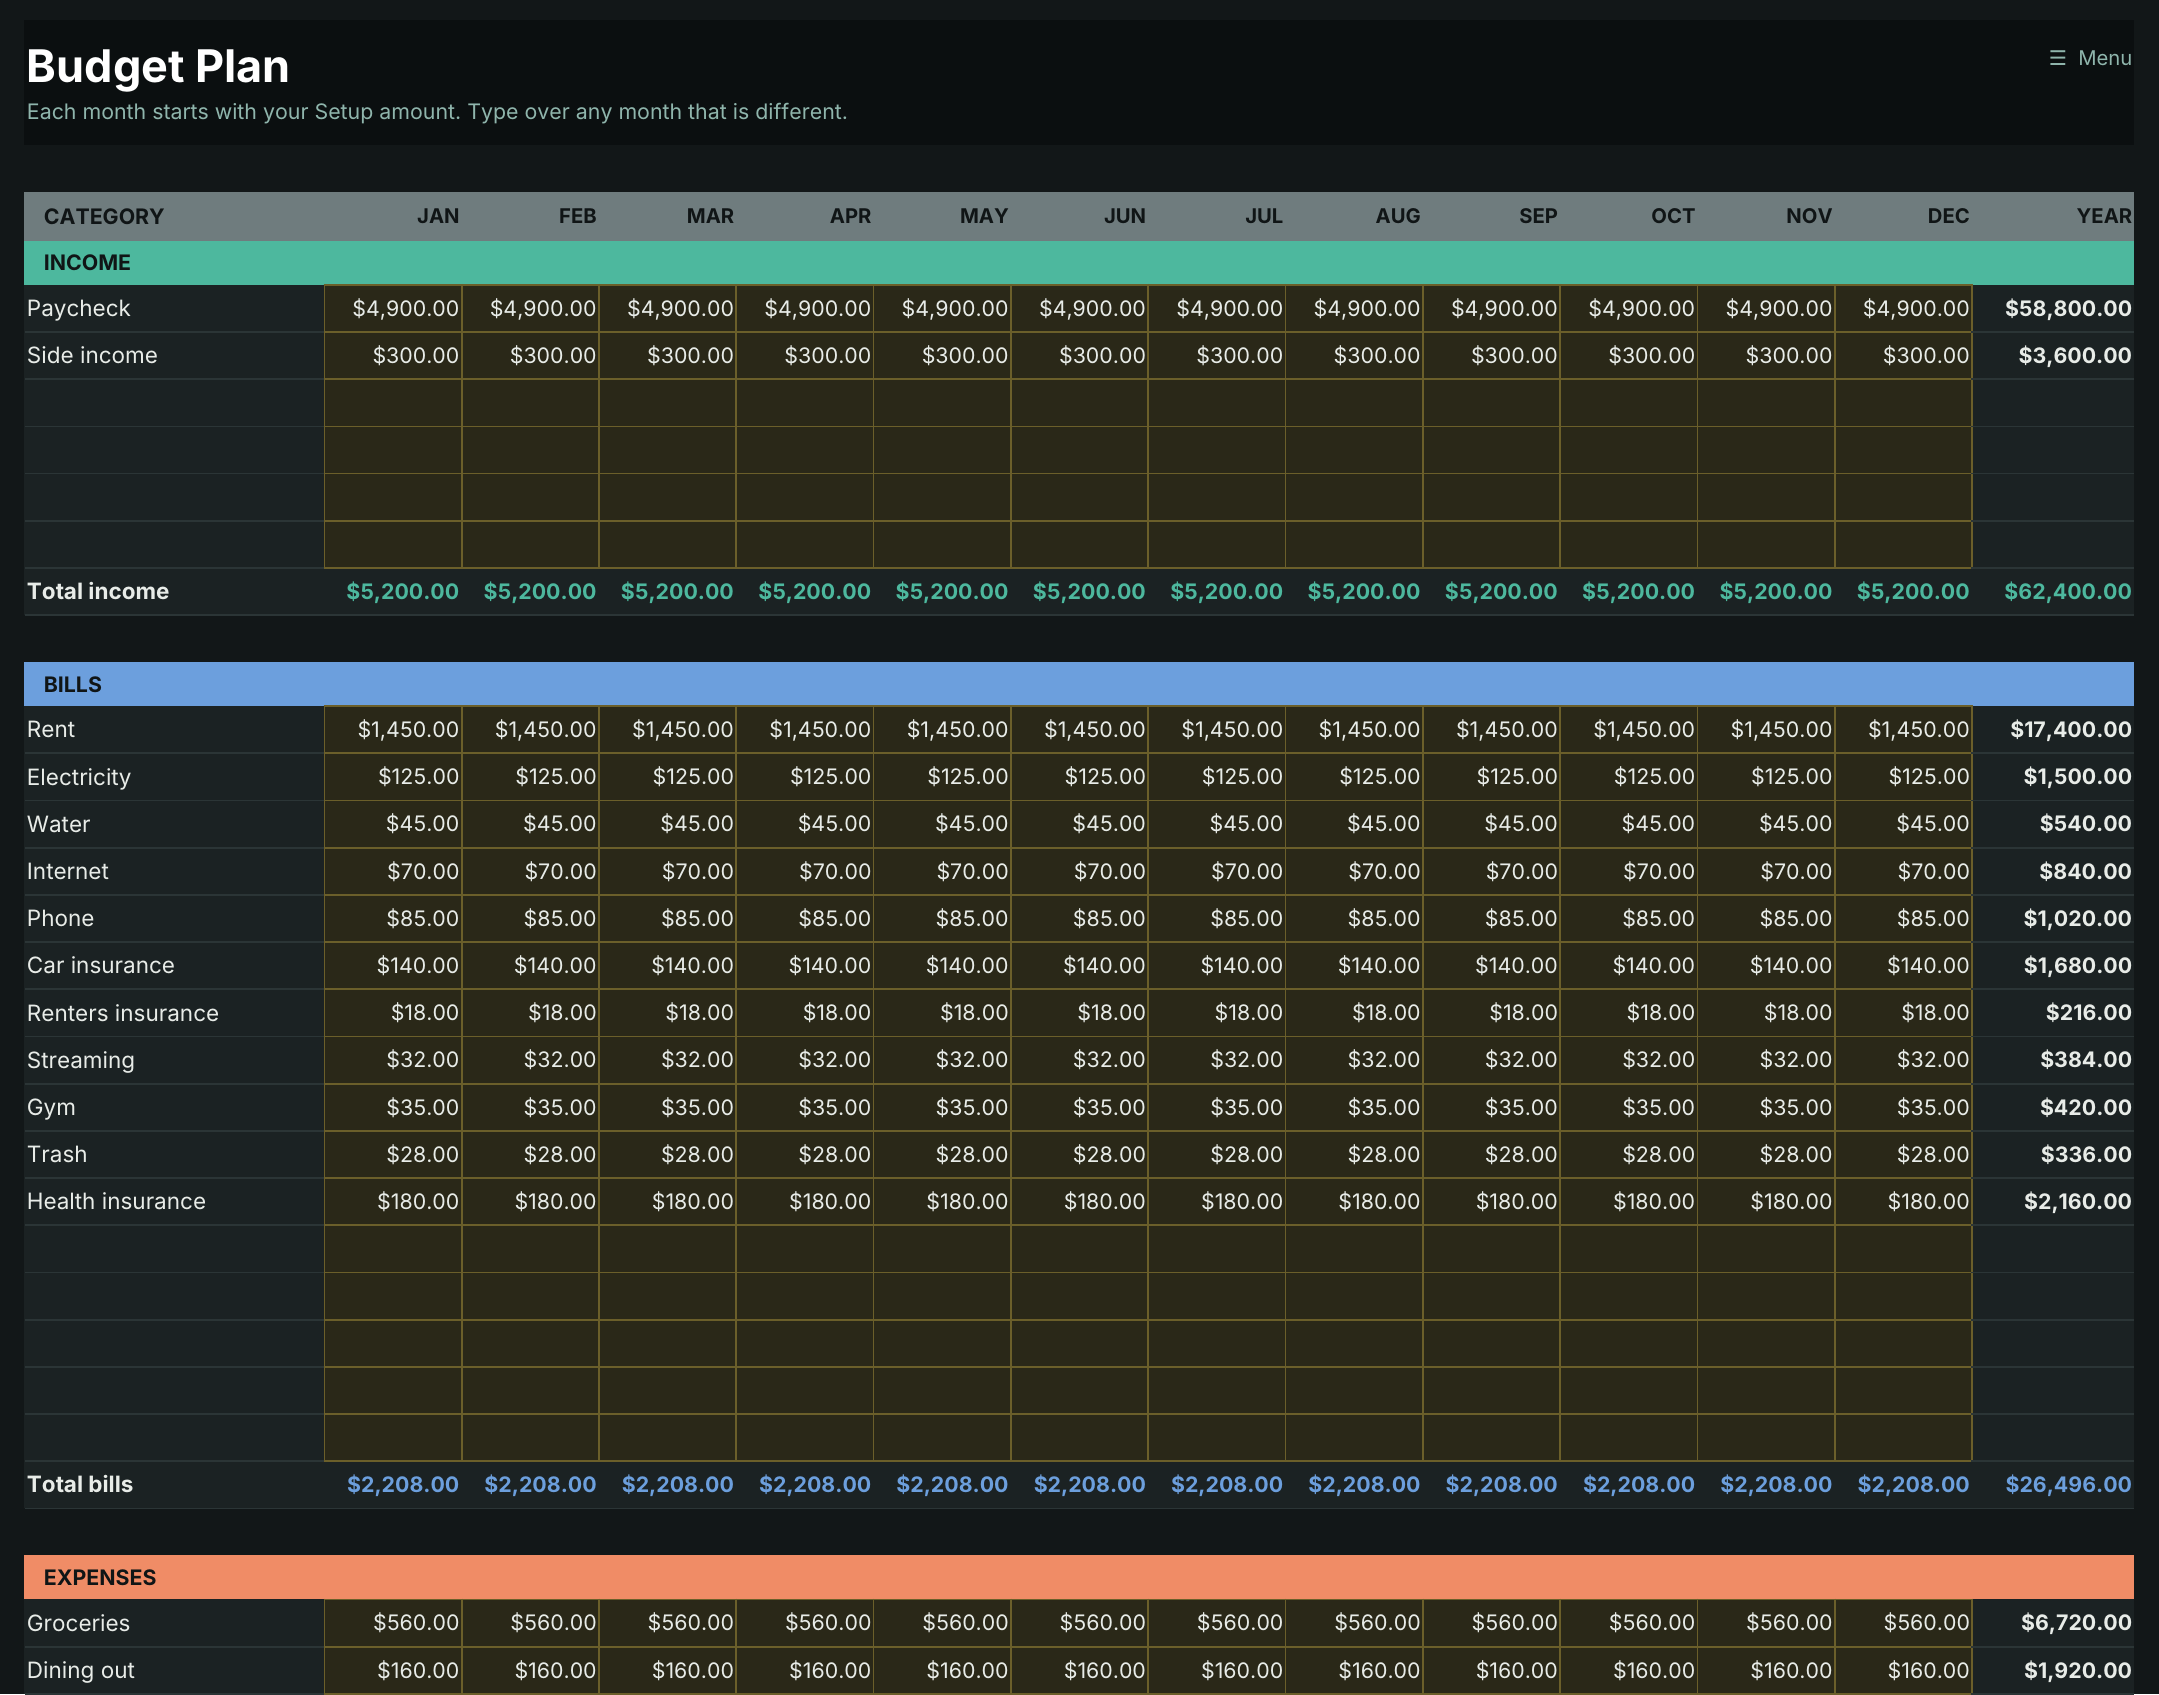 Budget Plan
☰ Menu
Each month starts with your Setup amount. Type over any month that is different.
CATEGORY JAN FEB MAR APR MAY JUN JUL AUG SEP OCT NOV DEC YEAR
INCOME
Paycheck $4,900.00 $4,900.00 $4,900.00 $4,900.00 $4,900.00 $4,900.00 $4,900.00 $4,900.00 $4,900.00 $4,900.00 $4,900.00 $4,900.00 $58,800.00
Side income $300.00 $300.00 $300.00 $300.00 $300.00 $300.00 $300.00 $300.00 $300.00 $300.00 $300.00 $300.00 $3,600.00
Total income $5,200.00 $5,200.00 $5,200.00 $5,200.00 $5,200.00 $5,200.00 $5,200.00 $5,200.00 $5,200.00 $5,200.00 $5,200.00 $5,200.00 $62,400.00
BILLS
Rent $1,450.00 $1,450.00 $1,450.00 $1,450.00 $1,450.00 $1,450.00 $1,450.00 $1,450.00 $1,450.00 $1,450.00 $1,450.00 $1,450.00 $17,400.00
Electricity $125.00 $125.00 $125.00 $125.00 $125.00 $125.00 $125.00 $125.00 $125.00 $125.00 $125.00 $125.00 $1,500.00
Water $45.00 $45.00 $45.00 $45.00 $45.00 $45.00 $45.00 $45.00 $45.00 $45.00 $45.00 $45.00 $540.00
Internet $70.00 $70.00 $70.00 $70.00 $70.00 $70.00 $70.00 $70.00 $70.00 $70.00 $70.00 $70.00 $840.00
Phone $85.00 $85.00 $85.00 $85.00 $85.00 $85.00 $85.00 $85.00 $85.00 $85.00 $85.00 $85.00 $1,020.00
Car insurance $140.00 $140.00 $140.00 $140.00 $140.00 $140.00 $140.00 $140.00 $140.00 $140.00 $140.00 $140.00 $1,680.00
Renters insurance $18.00 $18.00 $18.00 $18.00 $18.00 $18.00 $18.00 $18.00 $18.00 $18.00 $18.00 $18.00 $216.00
Streaming $32.00 $32.00 $32.00 $32.00 $32.00 $32.00 $32.00 $32.00 $32.00 $32.00 $32.00 $32.00 $384.00
Gym $35.00 $35.00 $35.00 $35.00 $35.00 $35.00 $35.00 $35.00 $35.00 $35.00 $35.00 $35.00 $420.00
Trash $28.00 $28.00 $28.00 $28.00 $28.00 $28.00 $28.00 $28.00 $28.00 $28.00 $28.00 $28.00 $336.00
Health insurance $180.00 $180.00 $180.00 $180.00 $180.00 $180.00 $180.00 $180.00 $180.00 $180.00 $180.00 $180.00 $2,160.00
Total bills $2,208.00 $2,208.00 $2,208.00 $2,208.00 $2,208.00 $2,208.00 $2,208.00 $2,208.00 $2,208.00 $2,208.00 $2,208.00 $2,208.00 $26,496.00
EXPENSES
Groceries $560.00 $560.00 $560.00 $560.00 $560.00 $560.00 $560.00 $560.00 $560.00 $560.00 $560.00 $560.00 $6,720.00
Dining out $160.00 $160.00 $160.00 $160.00 $160.00 $160.00 $160.00 $160.00 $160.00 $160.00 $160.00 $160.00 $1,920.00